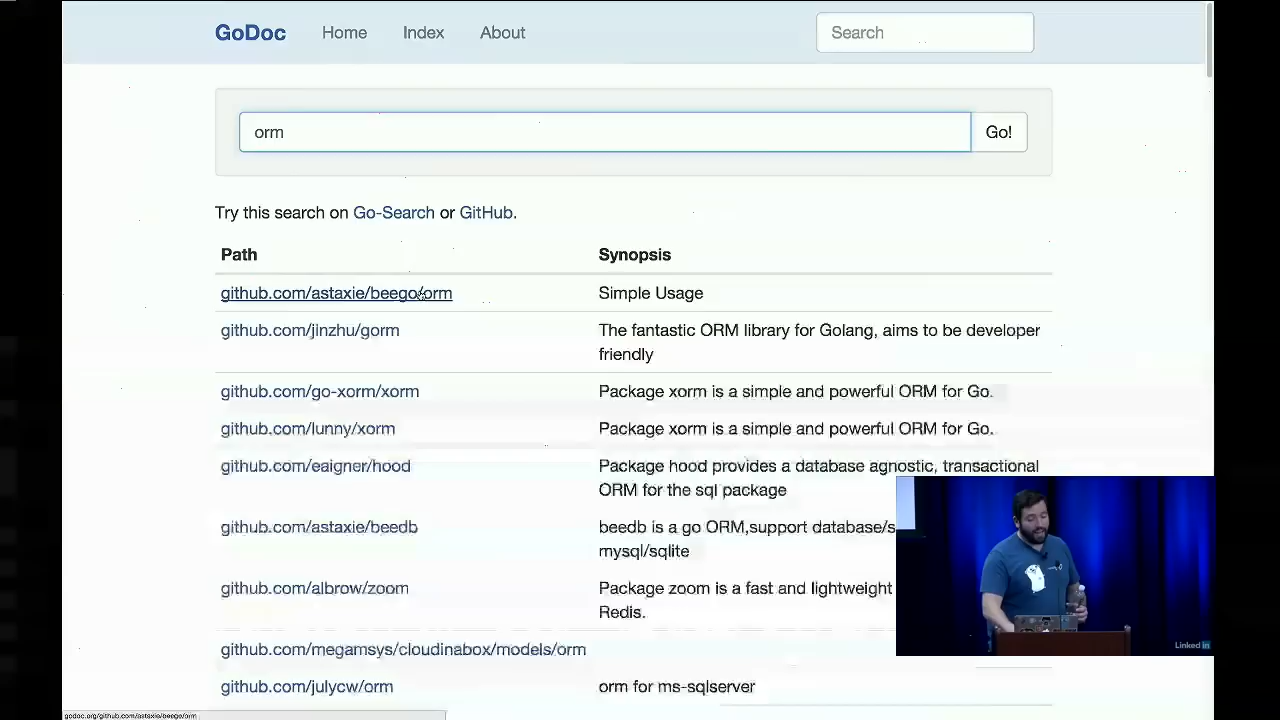 GoDoc Home Index About Search
orm Go!
Try this search on Go-Search or GitHub.
Path Synopsis
github.com/astaxie/beego/orm Simple Usage
github.com/jinzhu/gorm The fantastic ORM library for Golang, aims to be developer
friendly
github.com/go-xorm/xorm Package xorm is a simple and powerful ORM for Go.
github.com/lunny/xorm Package xorm is a simple and powerful ORM for Go.
github.com/eaigner/hood Package hood provides a database agnostic, transactional
ORM for the sql package
github.com/astaxie/beedb beedb is a go ORM,support database/s
mysql/sqlite
github.com/albrow/zoom Package zoom is a fast and lightweight
Redis.
github.com/megamsys/cloudinabox/models/orm
github.com/julycw/orm orm for ms-sqlserver
Linked in
godoc.org/github.com/astaxie/beego/orm